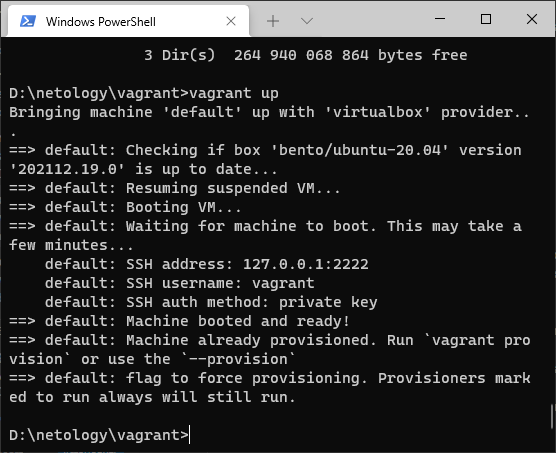 Windows PowerShell
3 Dir(s)  264 940 068 864 bytes free
D:\netology\vagrant>vagrant up
Bringing machine 'default' up with 'virtualbox' provider..
.
==> default: Checking if box 'bento/ubuntu-20.04' version
'202112.19.0' is up to date...
==> default: Resuming suspended VM...
==> default: Booting VM...
==> default: Waiting for machine to boot. This may take a
few minutes...
    default: SSH address: 127.0.0.1:2222
    default: SSH username: vagrant
    default: SSH auth method: private key
==> default: Machine booted and ready!
==> default: Machine already provisioned. Run `vagrant pro
vision` or use the `--provision`
==> default: flag to force provisioning. Provisioners mark
ed to run always will still run.
D:\netology\vagrant>